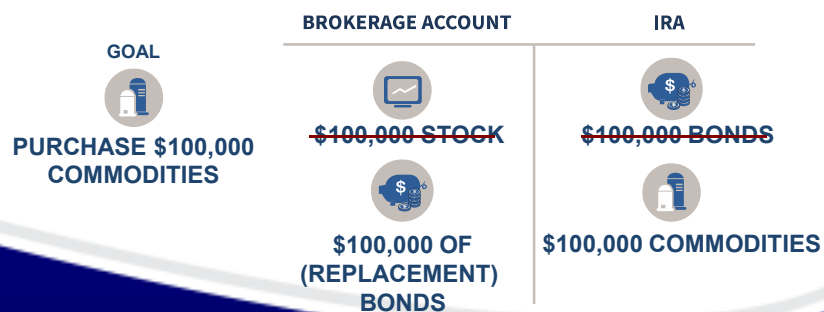 BROKERAGE ACCOUNT
IRA
GOAL
PURCHASE $100,000
COMMODITIES
$100,000 STOCK
$100,000 BONDS
$100,000 OF
(REPLACEMENT)
BONDS
$100,000 COMMODITIES